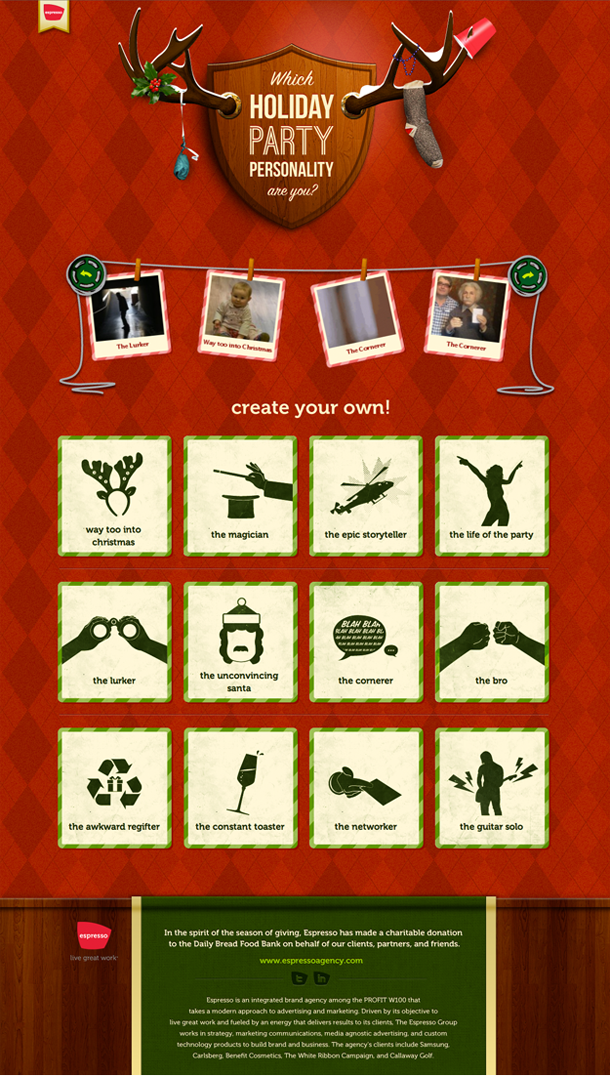 espresso
Which
HOLIDAY
PARTY
PERSONALITY
are you?
The Lurker
Way too into Christmas
The Cornerer
The Cornerer
create your own!
way too into
christmas
the magician
the epic storyteller
the life of the party
the lurker
the unconvincing
santa
BLAH BLAH
BLAH BLAH BLAH BL
the cornerer
the bro
the awkward regifter
the constant toaster
the networker
the guitar solo
espresso
live great work
In the spirit of the season of giving, Espresso has made a charitable donation
to the Daily Bread Food Bank on behalf of our clients, partners, and friends.
www.espressoagency.com
Espresso is an integrated brand agency among the PROFIT W100 that
takes a modern approach to advertising and marketing. Driven by its objective to
live great work and fueled by an energy that delivers results to its clients, The Espresso Group
works in strategy, marketing communications, media agnostic advertising, and custom
technology products to build brand and business. The agency's clients include Samsung,
Carlsberg, Benefit Cosmetics, The White Ribbon Campaign, and Callaway Golf.